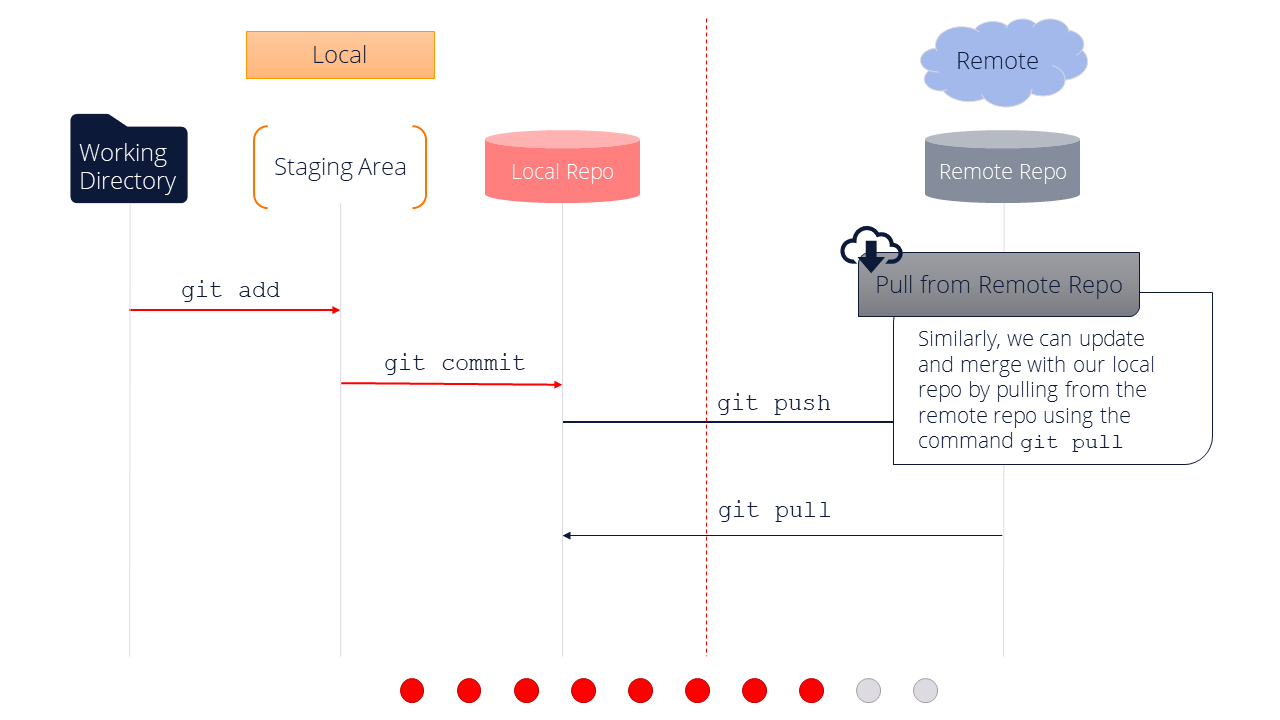 Local
Remote
Working
Directory
Staging Area
Local Repo
Remote Repo
Pull from Remote Repo
git add
Similarly, we can update
and merge with our local
repo by pulling from the
remote repo using the
command git pull
git commit
git push
git pull